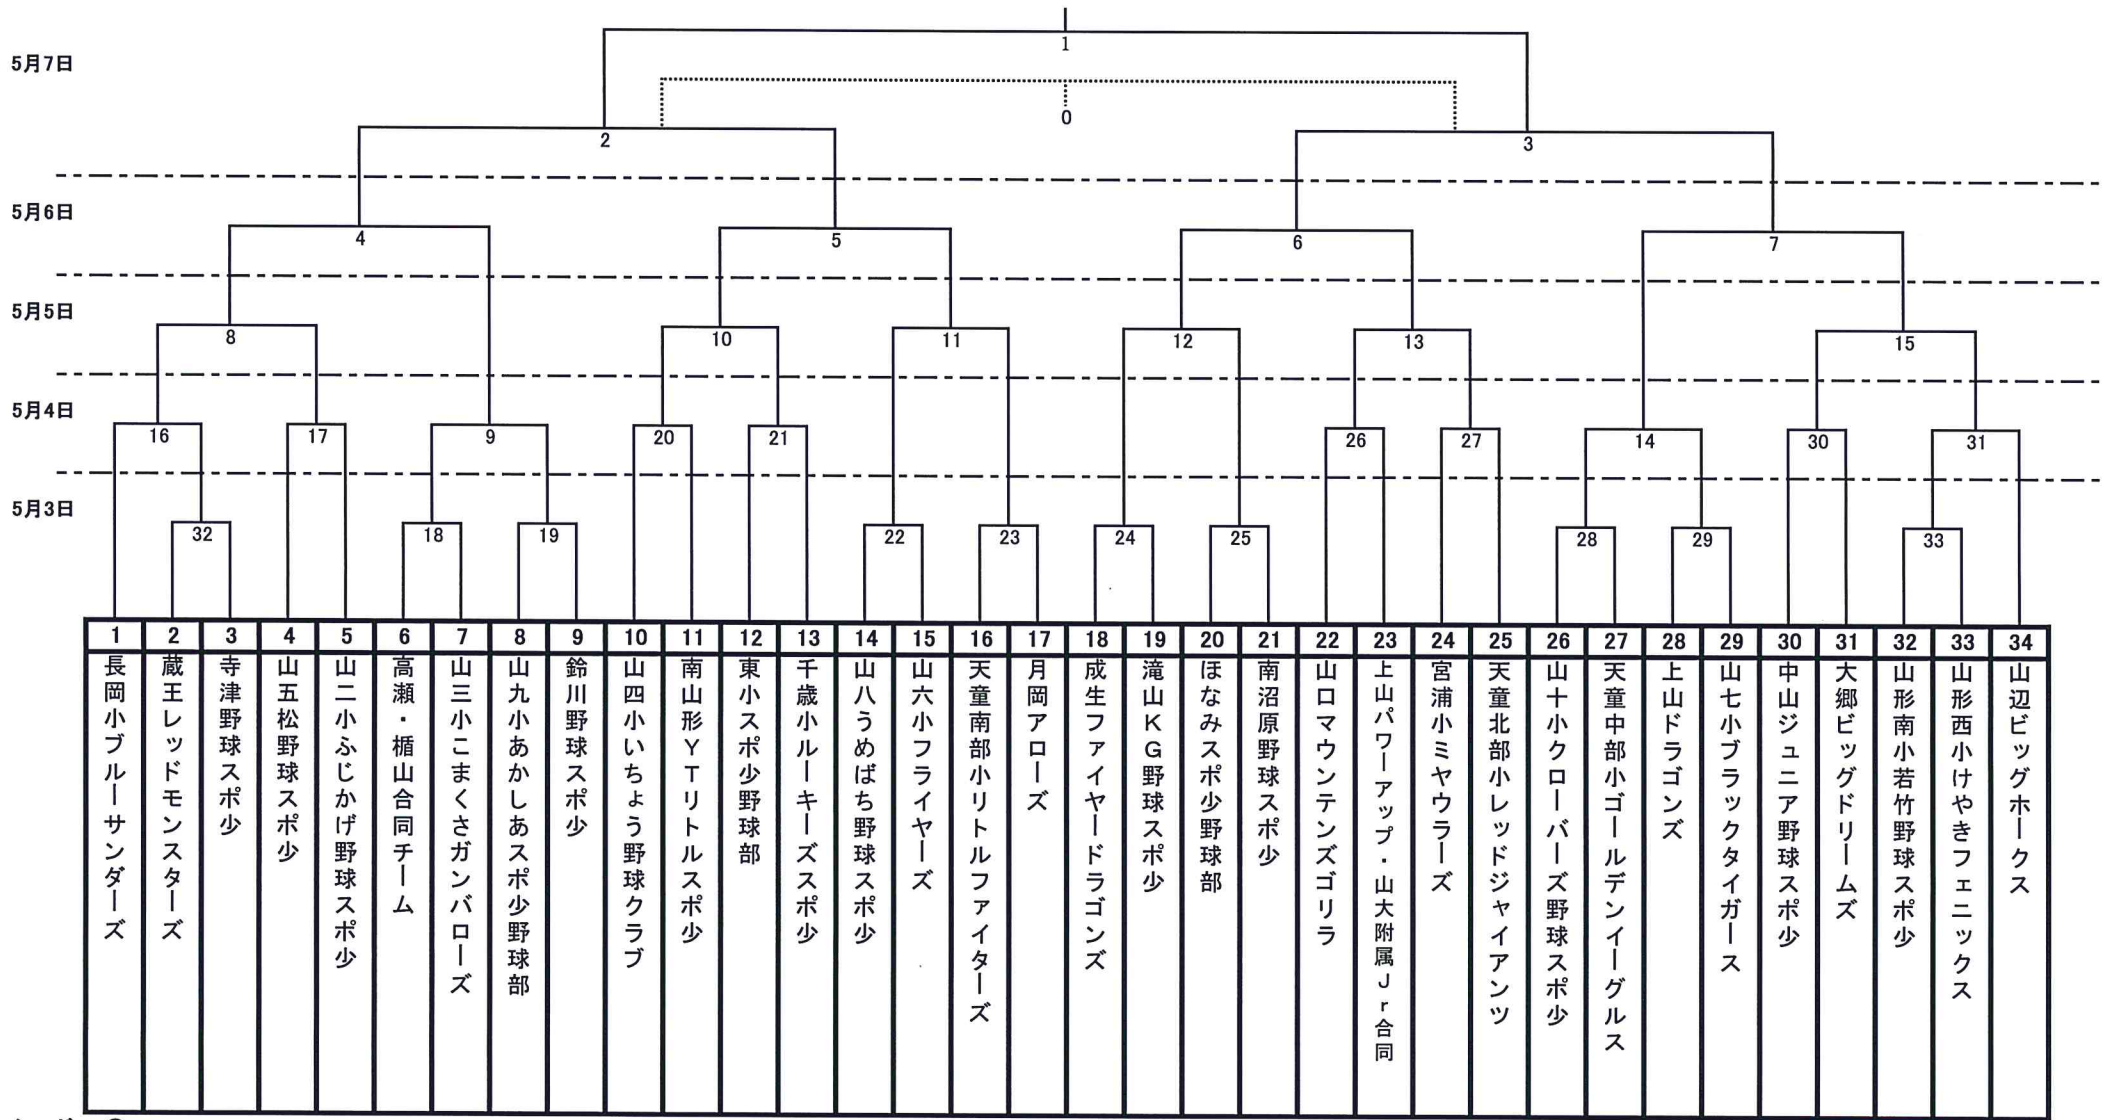 1
5月7日
0
2
3
5月6日
4
5
6
7
5月5日
8
10
11
12
13
15
5月4日
16
17
9
20
21
26
27
14
30
31
5月3日
32
18
19
22
23
24
25
28
29
33
1 2 3 4 5 6 7 8 9 10 11 12 13 14 15 16 17 18 19 20 21 22 23 24 25 26 27 28 29 30 31 32 33 34
長岡小ブルーサンダーズ
蔵王レッドモンスターズ
寺津野球スポ少
山五松野球スポ少
山二小ふじかげ野球スポ少
高瀬・楯山合同チーム
山三小こまくさガンバローズ
山九小あかしあスポ少野球部
鈴川野球スポ少
山四小いちょう野球クラブ
南山形YTリトルスポ少
東小スポ少野球部
千歳小ルーキーズスポ少
山八うめばち野球スポ少
山六小フライヤーズ
天童南部小リトルファイターズ
月岡アローズ
成生ファイヤードラゴンズ
滝山KG野球スポ少
ほなみスポ少野球部
南沼原野球スポ少
山口マウンテンズゴリラ
上山パワーアップ・山大附属Jr合同
宮浦小ミヤウラーズ
天童北部小レッドジャイアンツ
山十小クローバーズ野球スポ少
天童中部小ゴールデンイーグルス
上山ドラゴンズ
山七小ブラックタイガース
中山ジュニア野球スポ少
大郷ビッグドリームズ
山形南小若竹野球スポ少
山形西小けやきフェニックス
山辺ビッグホークス